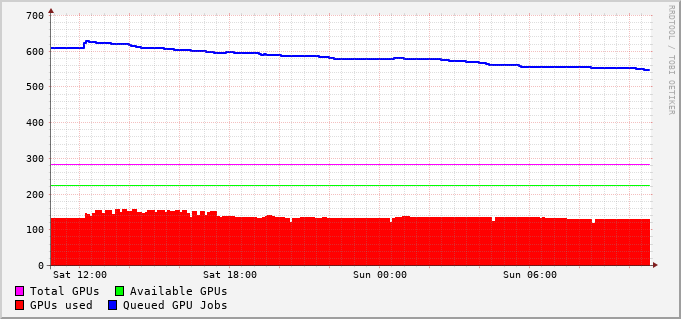 700
600
500
400
300
200
100
0
Sat 12:00 Sat 18:00 Sun 00:00 Sun 06:00
Total GPUs Available GPUs
GPUs used Queued GPU Jobs
RRDTOOL / TOBI OETIKER